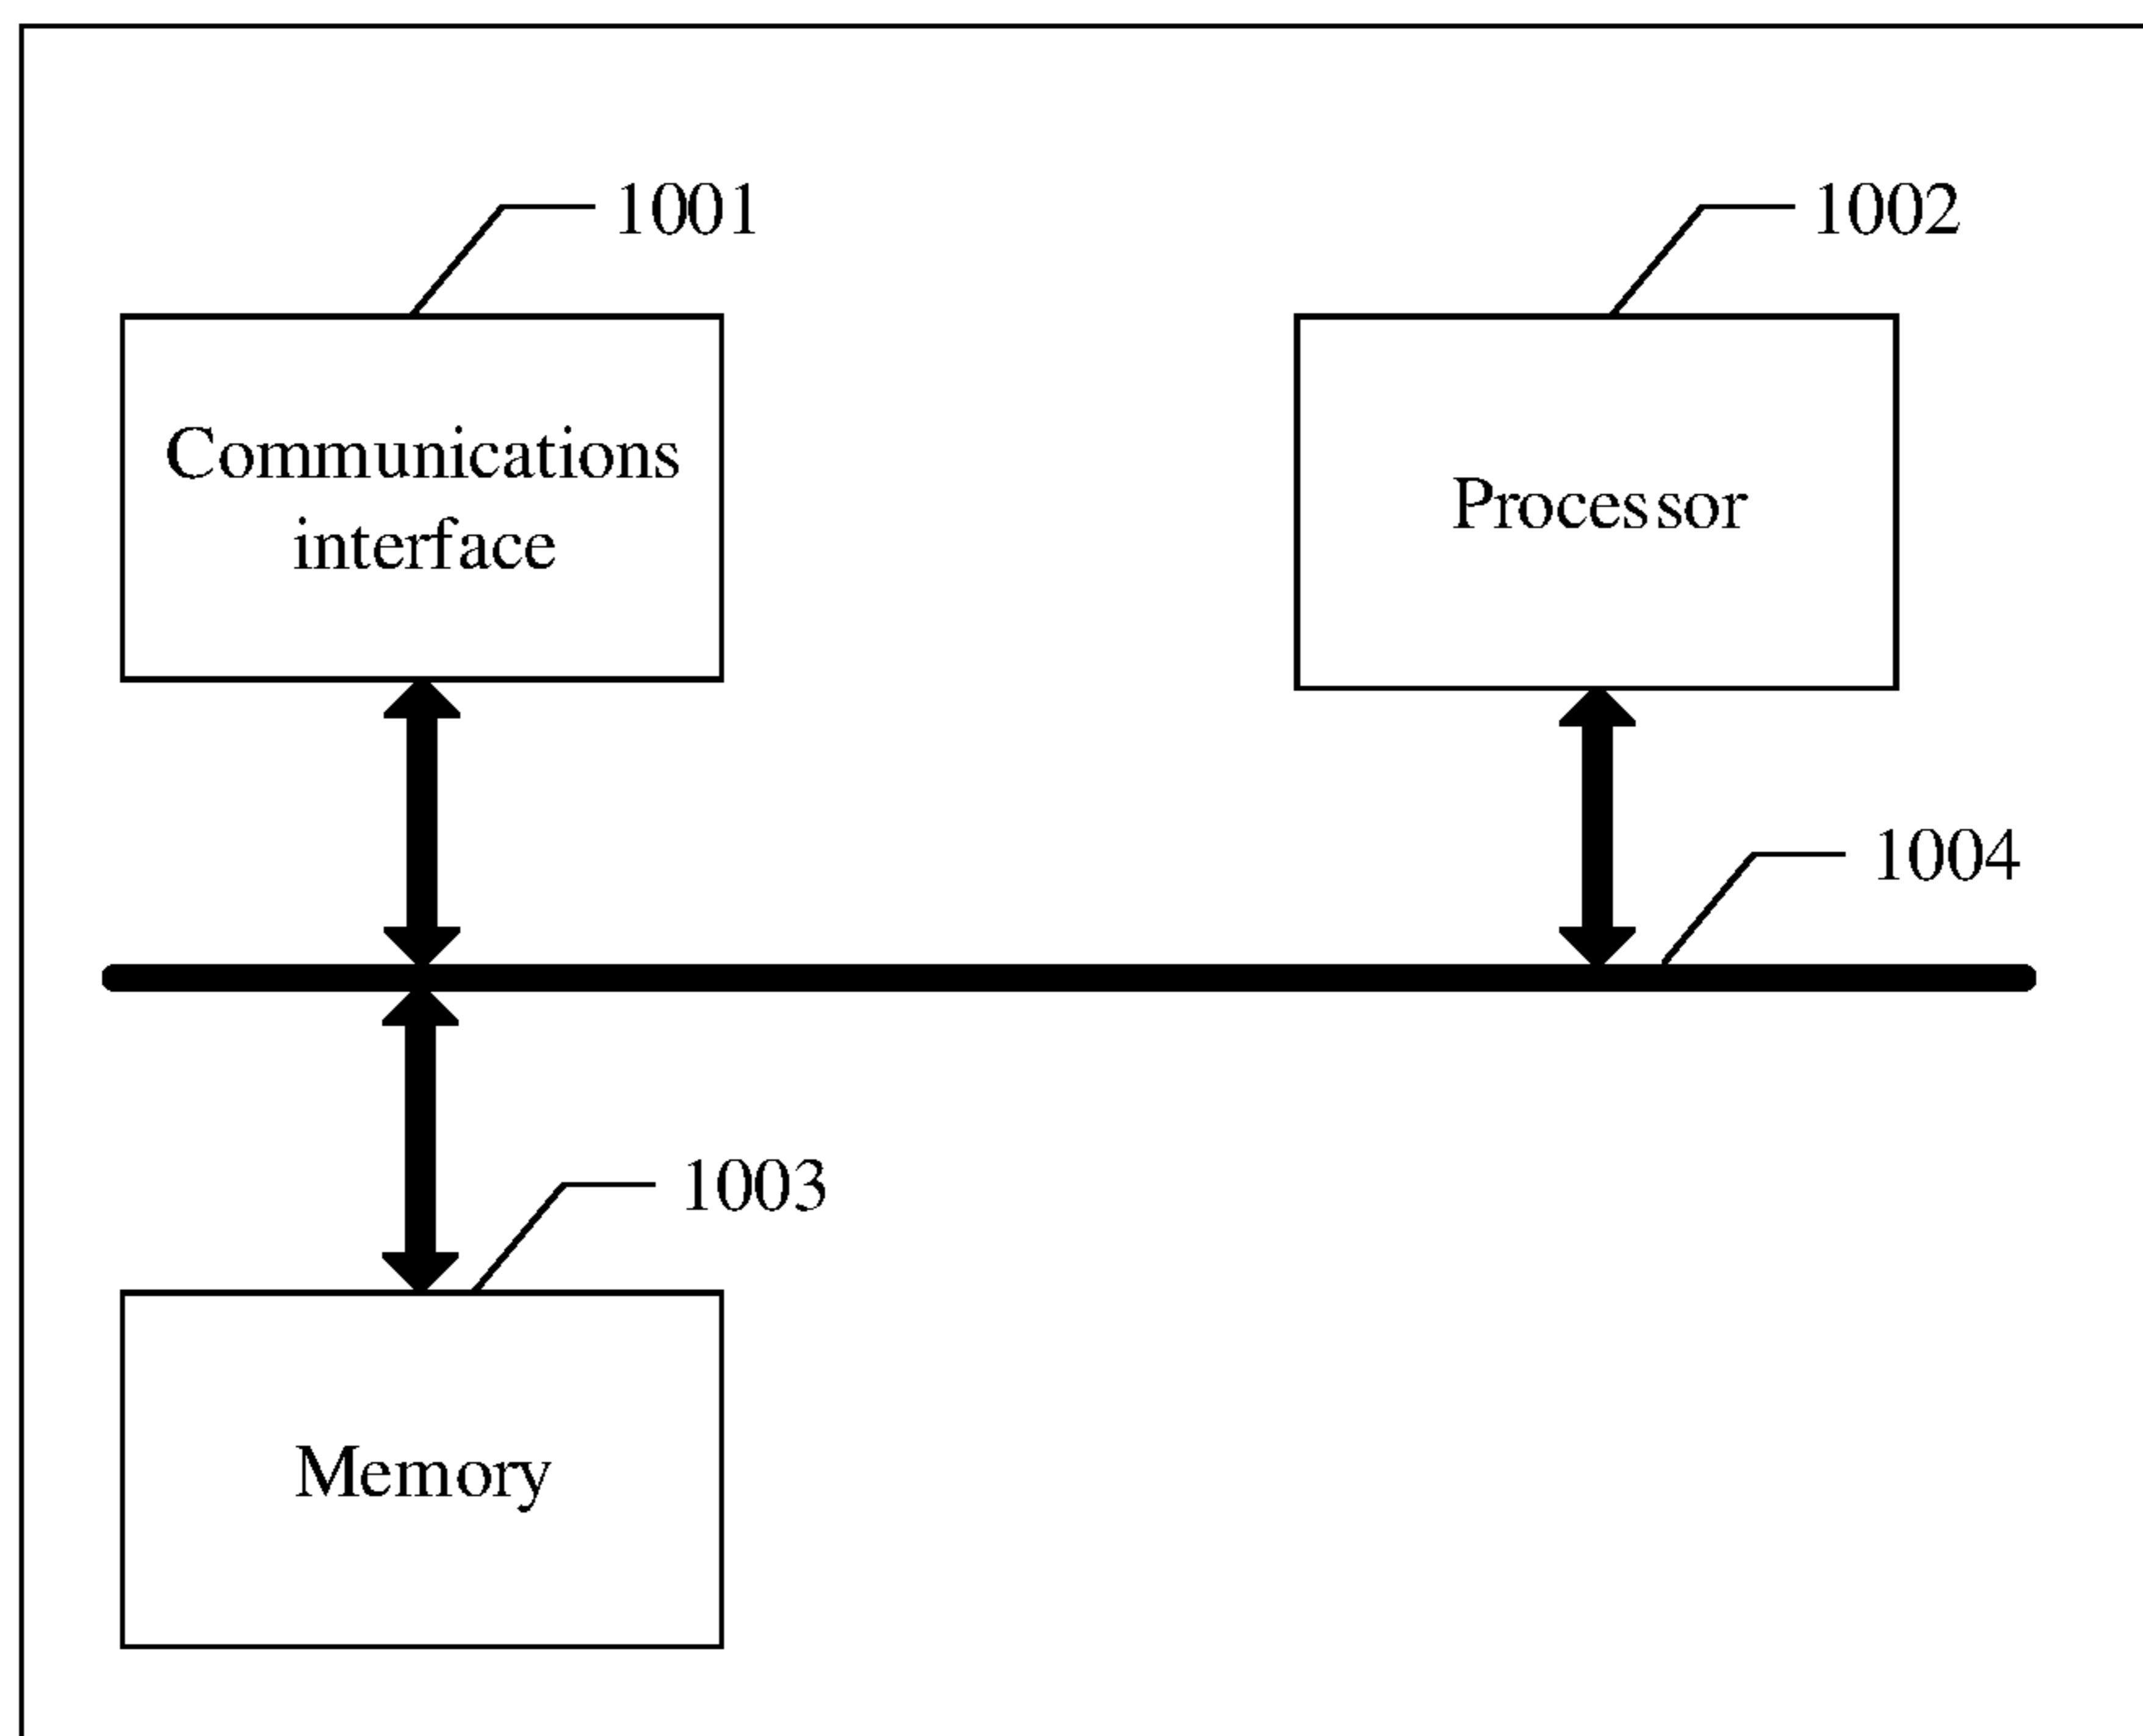 1001
1002
Communications
interface
Processor
1004
1003
Memory